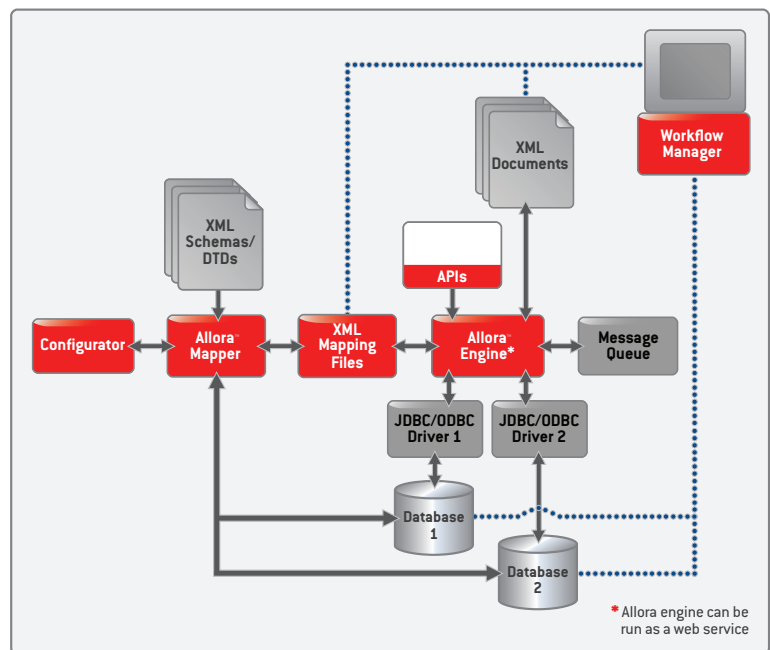 Workflow
Manager
XML
Documents
XML
Schemas/
DTDs
APIs
Configurator
Allora™
Mapper
XML
Mapping
Files
Allora™
Engine*
Message
Queue
JDBC/ODBC
Driver 1
JDBC/ODBC
Driver 2
Database
1
Database
2
* Allora engine can be
run as a web service